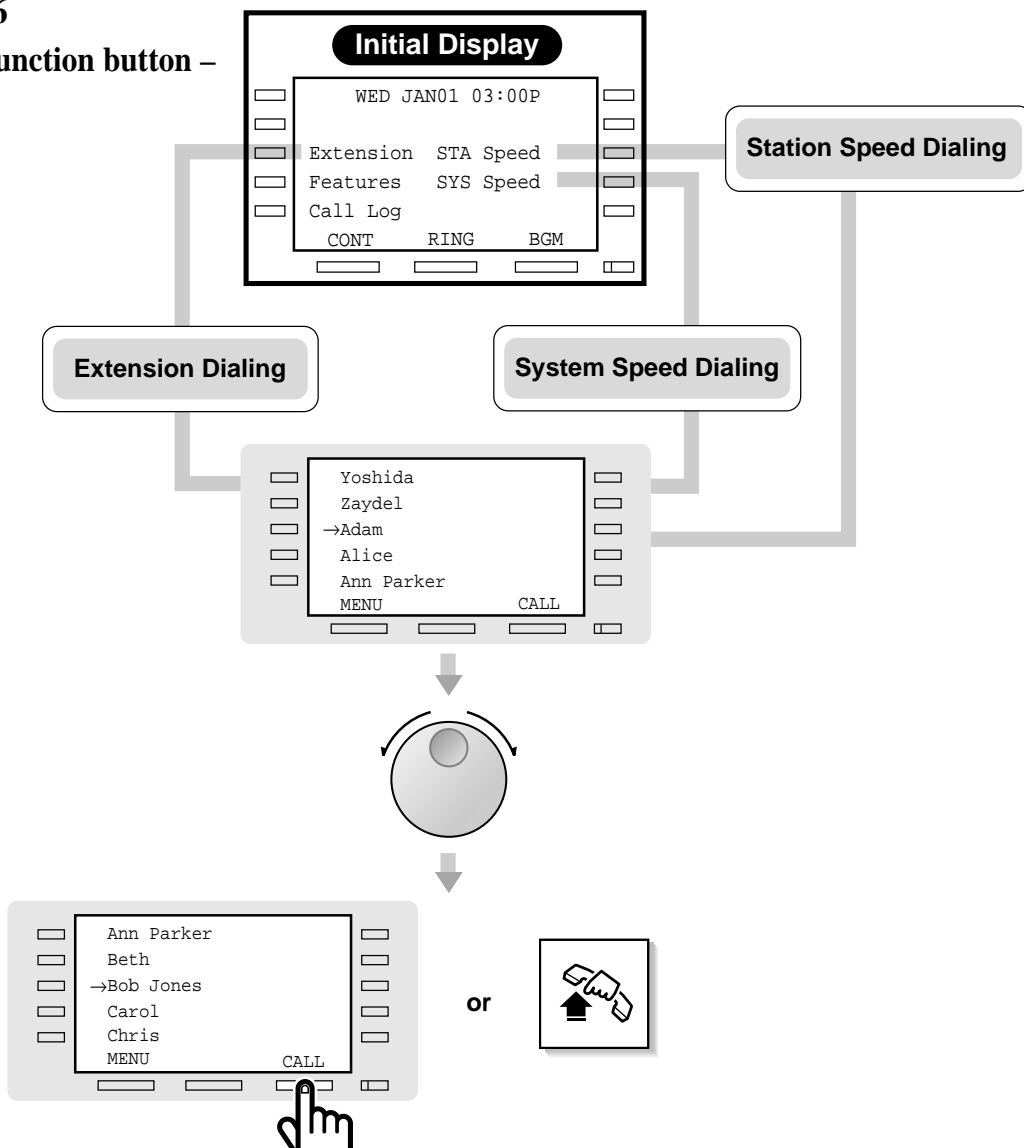 6
unction button –
Initial Display
WED JAN01 03:00P
Extension STA Speed
Features SYS Speed
Call Log
CONT RING BGM
Station Speed Dialing
Extension Dialing
System Speed Dialing
Yoshida
Zaydel
→Adam
Alice
Ann Parker
MENU CALL
Ann Parker
Beth
→Bob Jones
Carol
Chris
MENU CALL
or